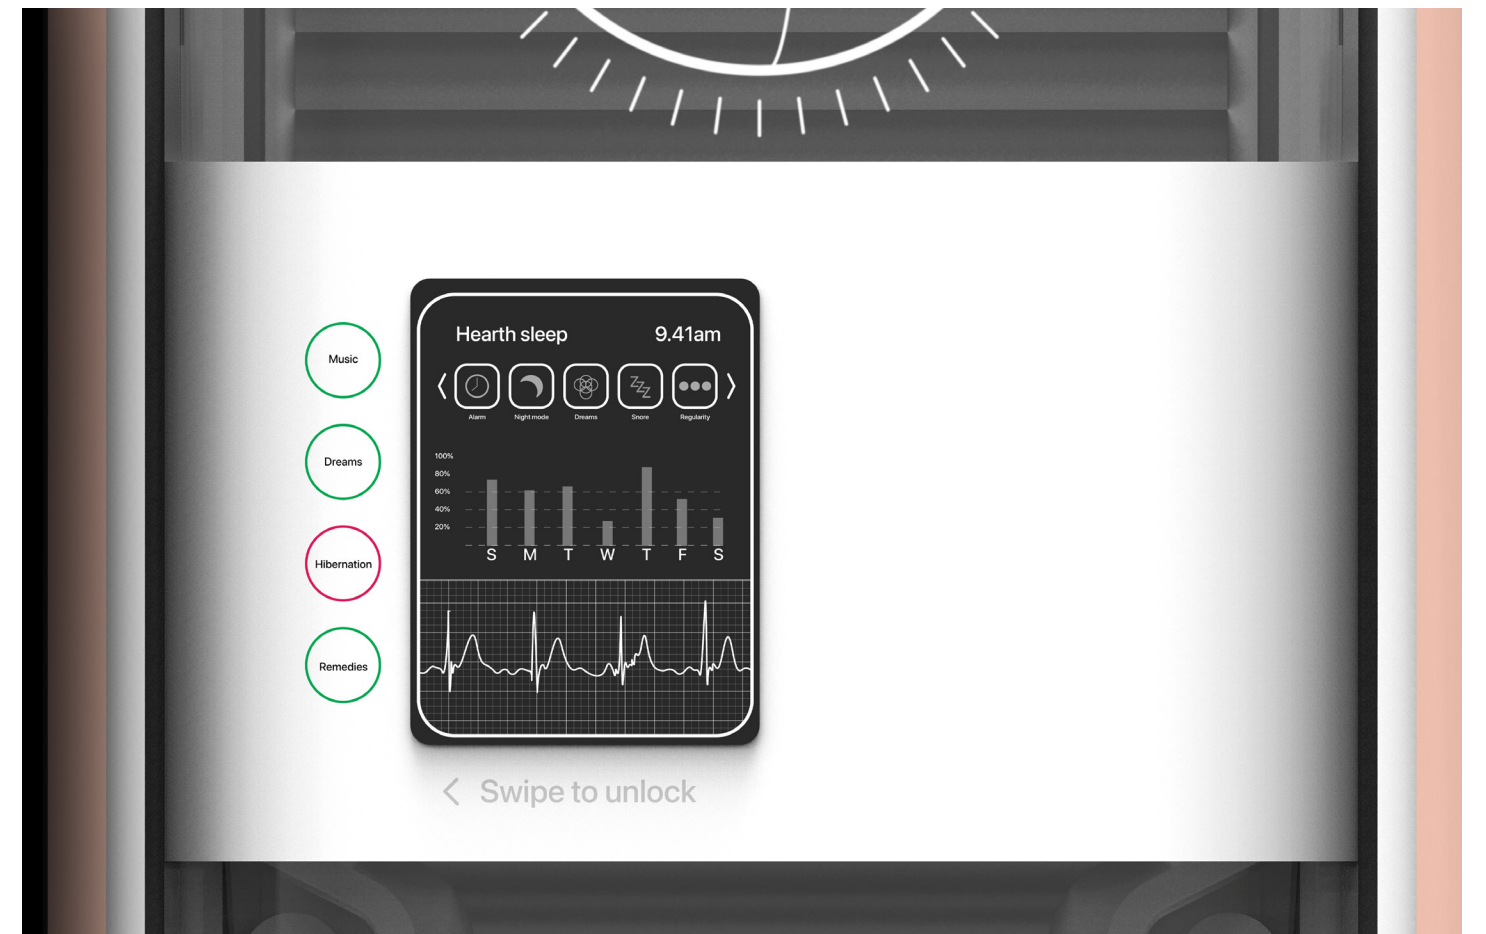 Hearth sleep 9.41am
Alarm Night mode Dreams Snore Regularity
Music
Dreams
Hibernation
Remedies
100%
80%
60%
40%
20%
S M T W T F S
Swipe to unlock